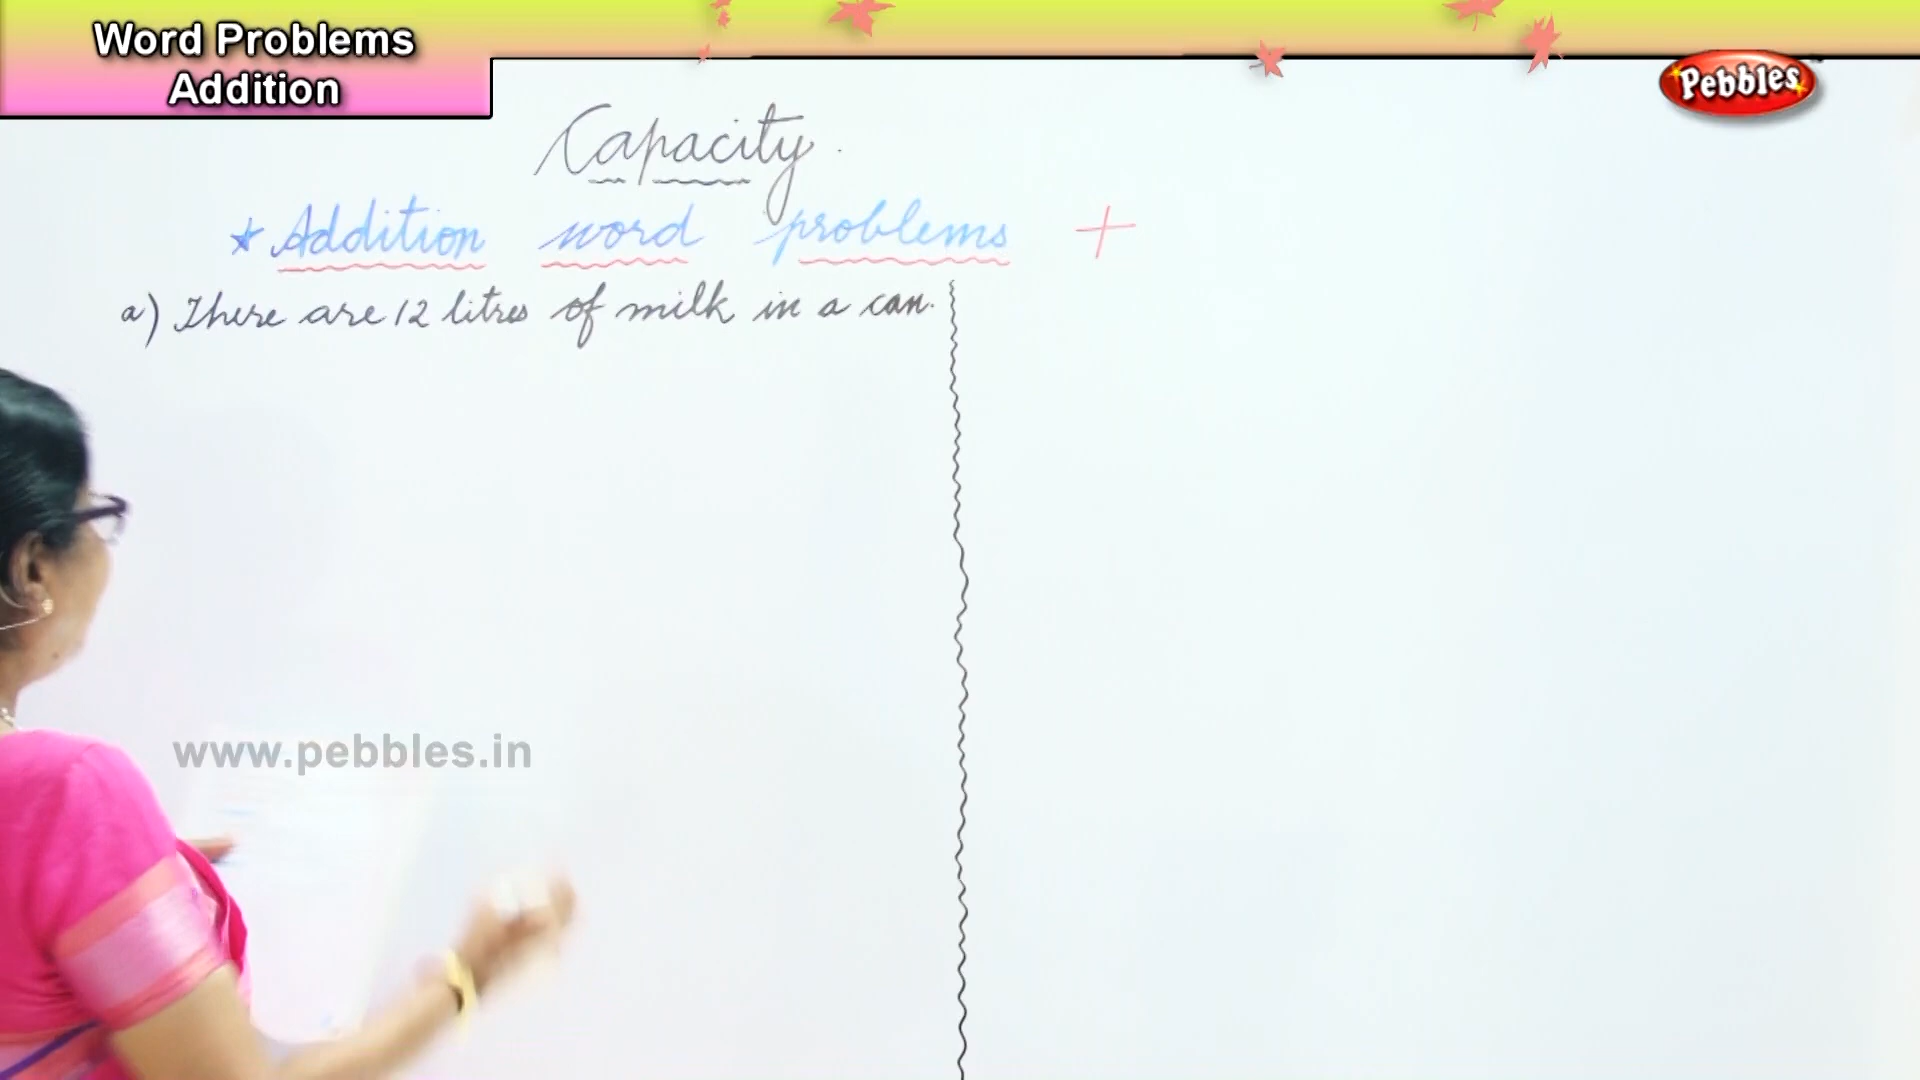 Word Problems
Addition
Pebbles
Capacity.
★ Addition word problems +
a) There are 12 litres of milk in a can.
www.pebbles.in